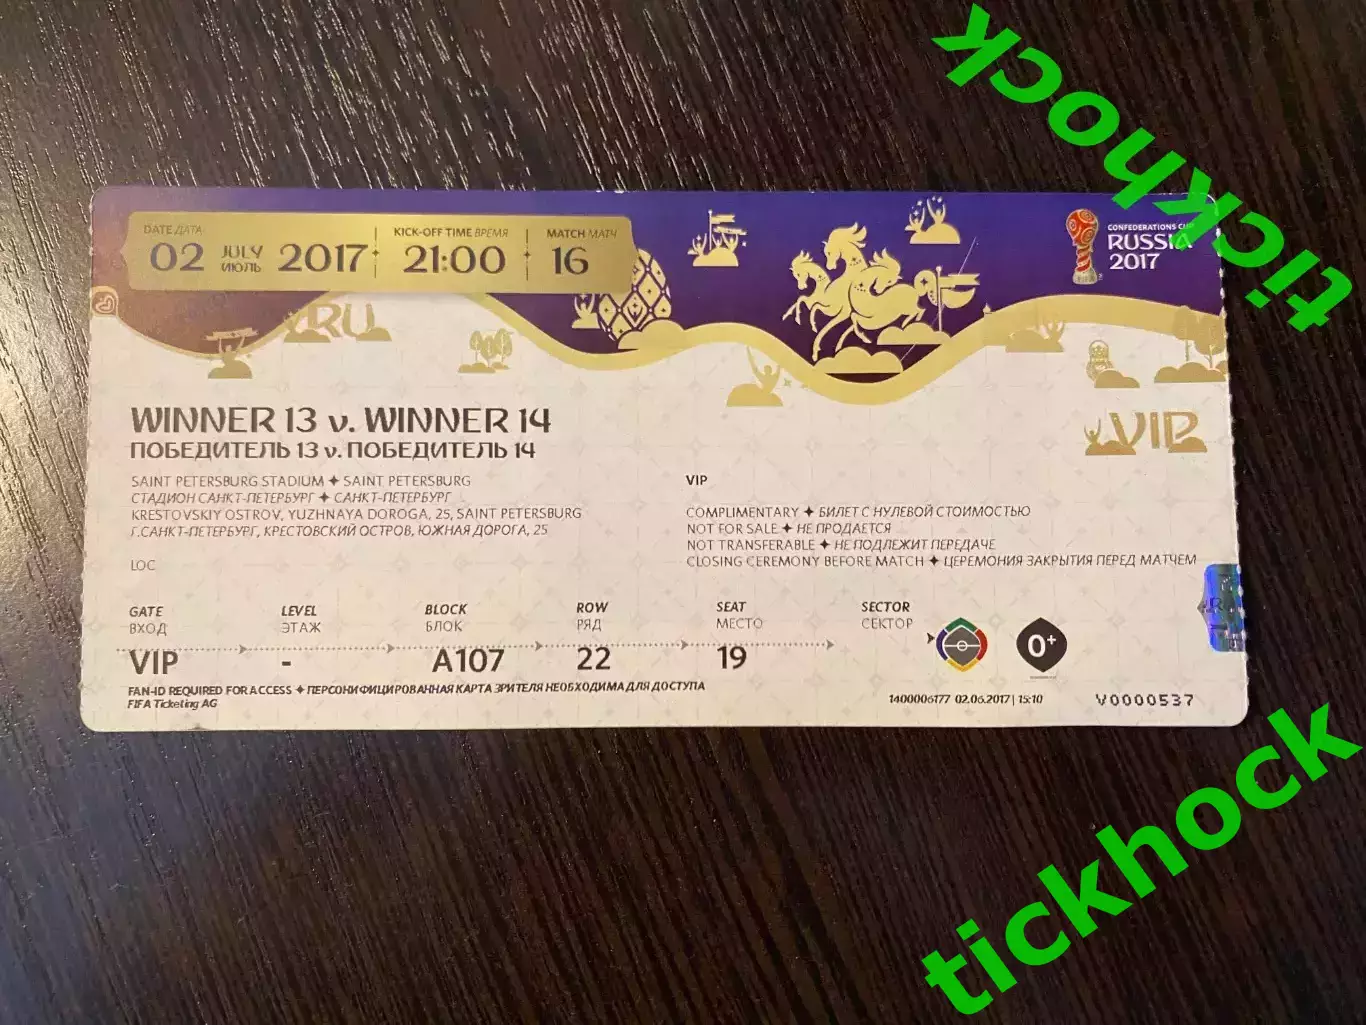 tickhock
DATE ДАТА
02 JULY ИЮЛЬ 2017
KICK-OFF TIME ВРЕМЯ
21:00
MATCH МАТЧ
16
CONFEDERATIONS CUP
RUSSIA
2017
RU
VIP
WINNER 13 v. WINNER 14
ПОБЕДИТЕЛЬ 13 v. ПОБЕДИТЕЛЬ 14
SAINT PETERSBURG STADIUM ✦ SAINT PETERSBURG
СТАДИОН САНКТ-ПЕТЕРБУРГ ✦ САНКТ-ПЕТЕРБУРГ
KRESTOVSKIY OSTROV, YUZHNAYA DOROGA, 25, SAINT PETERSBURG
Г.САНКТ-ПЕТЕРБУРГ, КРЕСТОВСКИЙ ОСТРОВ, ЮЖНАЯ ДОРОГА, 25
LOC
VIP
COMPLIMENTARY ✦ БИЛЕТ С НУЛЕВОЙ СТОИМОСТЬЮ
NOT FOR SALE ✦ НЕ ПРОДАЕТСЯ
NOT TRANSFERABLE ✦ НЕ ПОДЛЕЖИТ ПЕРЕДАЧЕ
CLOSING CEREMONY BEFORE MATCH ✦ ЦЕРЕМОНИЯ ЗАКРЫТИЯ ПЕРЕД МАТЧЕМ
GATE LEVEL BLOCK ROW SEAT SECTOR
ВХОД ЭТАЖ БЛОК РЯД МЕСТО СЕКТОР
VIP - A107 22 19
0+
FAN-ID REQUIRED FOR ACCESS ✦ ПЕРСОНИФИЦИРОВАННАЯ КАРТА ЗРИТЕЛЯ НЕОБХОДИМА ДЛЯ ДОСТУПА
FIFA Ticketing AG
1400006177 02.06.2017 | 15:10
V0000537
tickhock